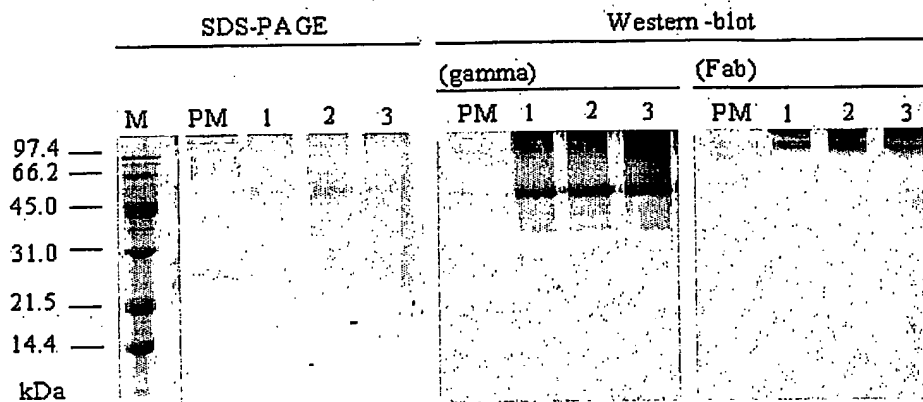 SDS-PAGE Western-blot
(gamma) (Fab)
M PM 1 2 3 PM 1 2 3 PM 1 2 3
97.4
66.2
45.0
31.0
21.5
14.4
kDa